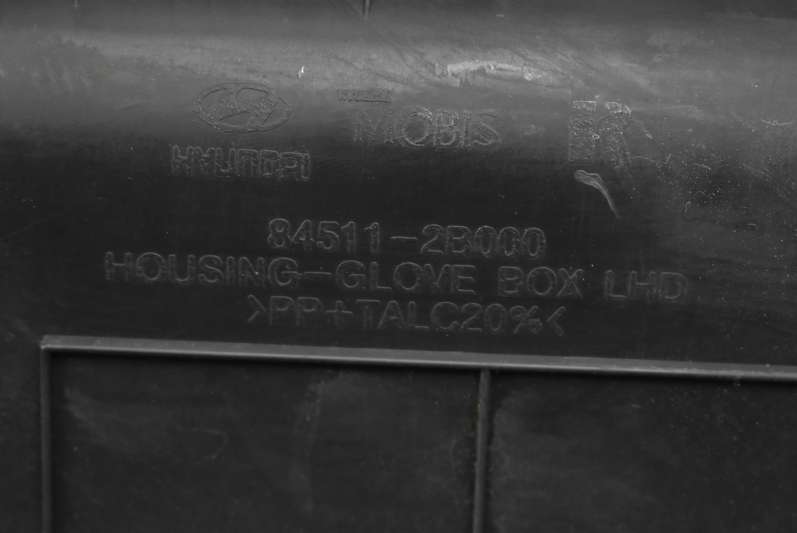 HYUNDAI
MOBIS
84511-2B000
HOUSING-GLOVE BOX LHD
>PP+TALC20%<